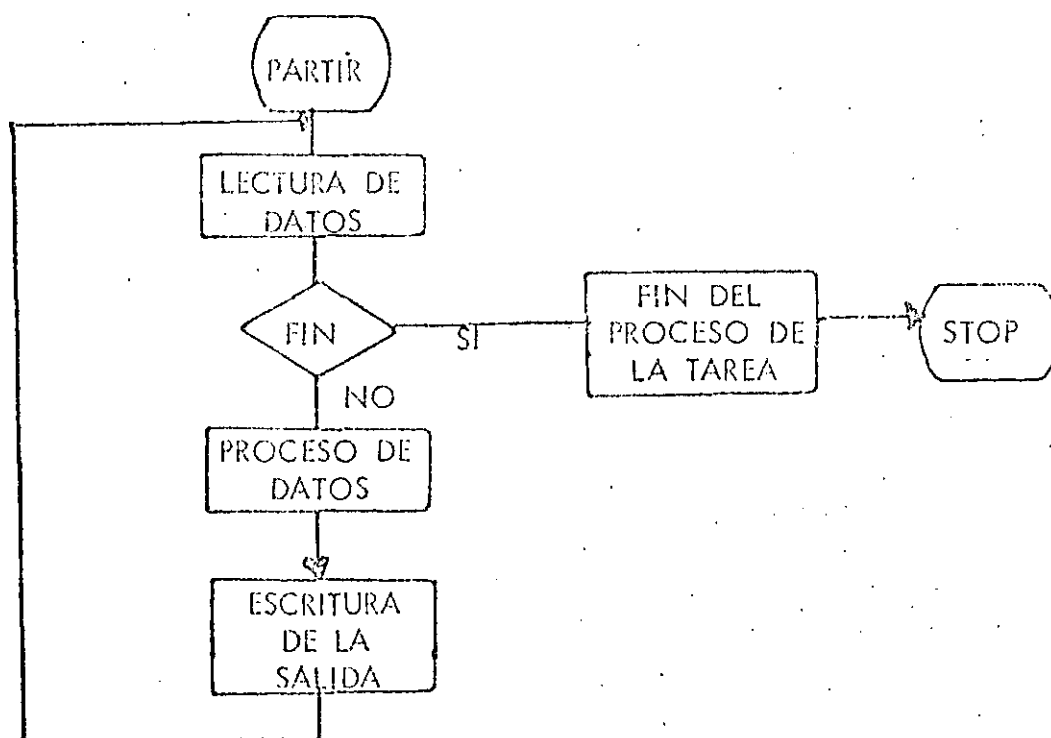 PARTIR
LECTURA DE
DATOS
FIN
SI
FIN DEL
PROCESO DE
LA TAREA
STOP
NO
PROCESO DE
DATOS
ESCRITURA
DE LA
SALIDA